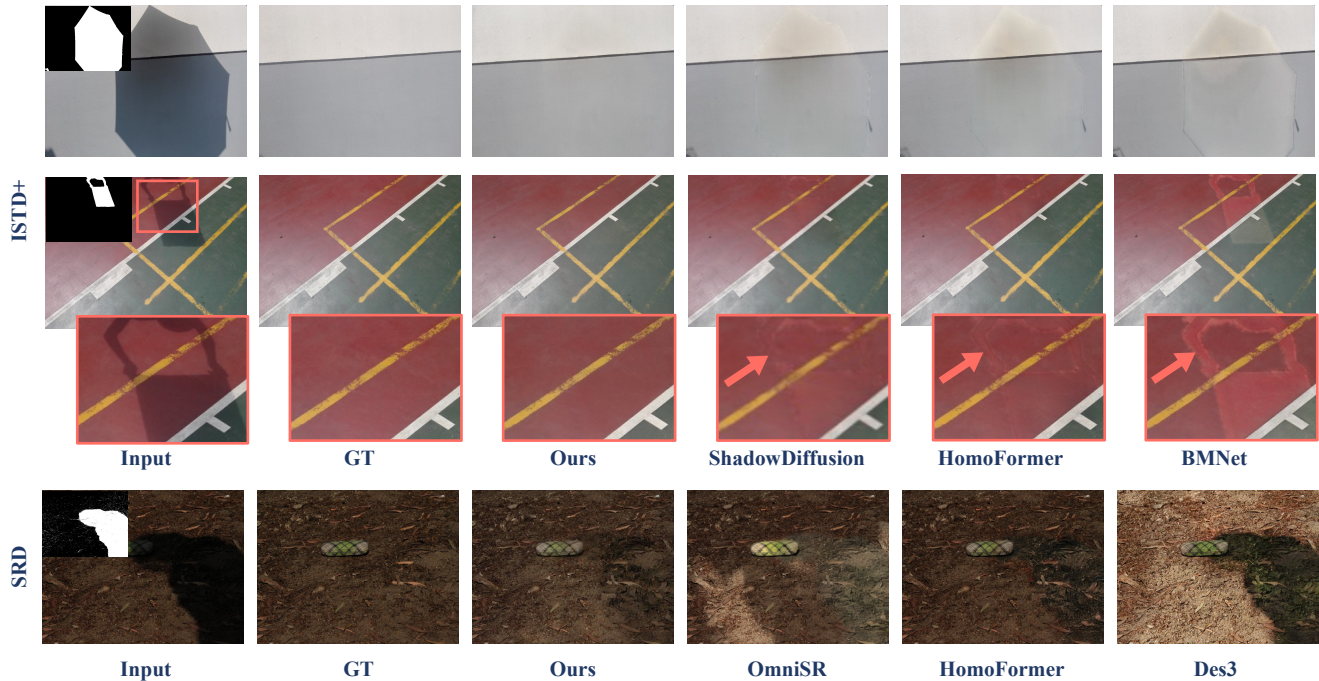 ISTD+
Input GT Ours ShadowDiffusion HomoFormer BMNet
SRD
Input GT Ours OmniSR HomoFormer Des3